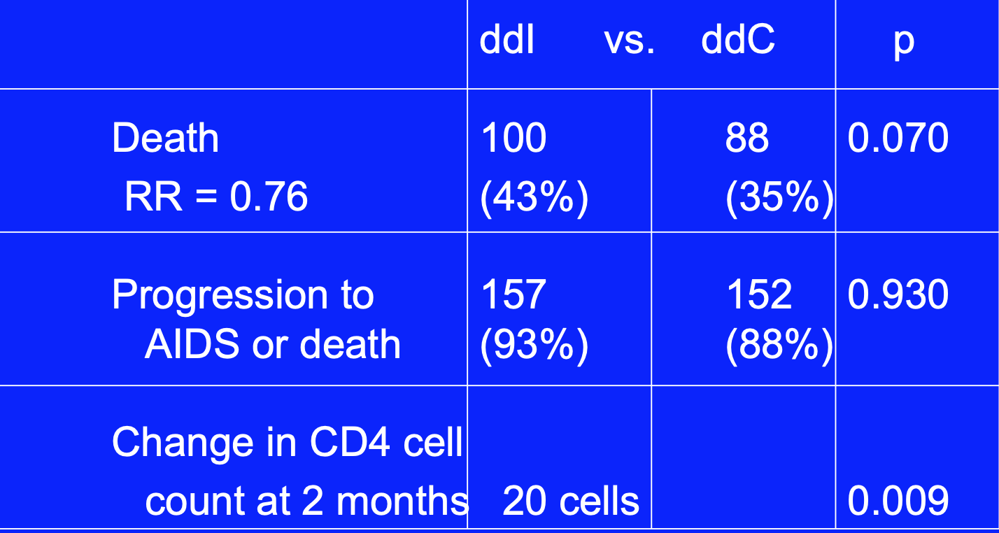 ddI vs. ddC p
Death 100 88 0.070
RR = 0.76 (43%) (35%)
Progression to 157 152 0.930
AIDS or death (93%) (88%)
Change in CD4 cell
count at 2 months 20 cells 0.009